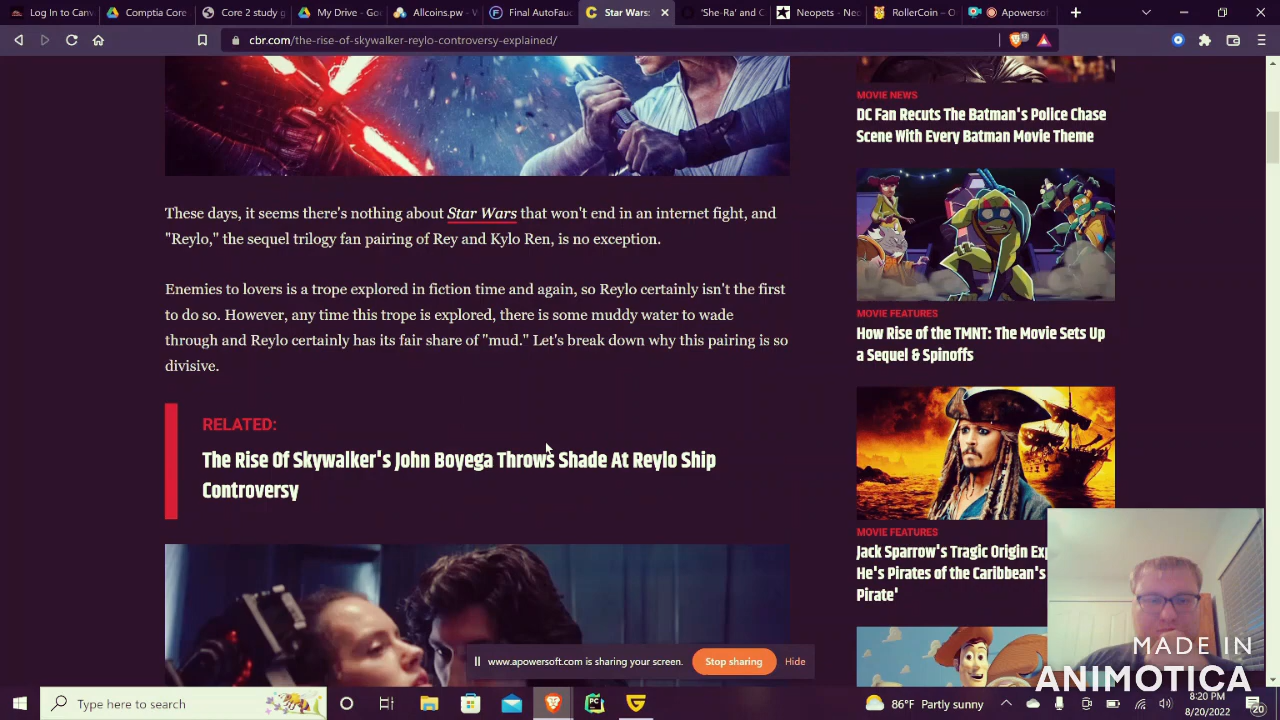 Log In to Canv
Comptia Core
Core 2 study g
My Drive - Goo
Allcoins.pw - V
Final AutoFauc
Star Wars:
'She-Ra' and C
Neopets - Neo
RollerCoin - O
Apowersoft
cbr.com/the-rise-of-skywalker-reylo-controversy-explained/
These days, it seems there's nothing about Star Wars that won't end in an internet fight, and
"Reylo," the sequel trilogy fan pairing of Rey and Kylo Ren, is no exception.
Enemies to lovers is a trope explored in fiction time and again, so Reylo certainly isn't the first
to do so. However, any time this trope is explored, there is some muddy water to wade
through and Reylo certainly has its fair share of "mud." Let's break down why this pairing is so
divisive.
RELATED:
The Rise Of Skywalker's John Boyega Throws Shade At Reylo Ship
Controversy
MOVIE NEWS
DC Fan Recuts The Batman's Police Chase
Scene With Every Batman Movie Theme
MOVIE FEATURES
How Rise of the TMNT: The Movie Sets Up
a Sequel & Spinoffs
MOVIE FEATURES
Jack Sparrow's Tragic Origin Exp
He's Pirates of the Caribbean's
Pirate'
www.apowersoft.com is sharing your screen.
Stop sharing
Hide
MADE IN
ANIMOTICA
Type here to search
86°F Partly sunny
8:20 PM
8/20/2022
20